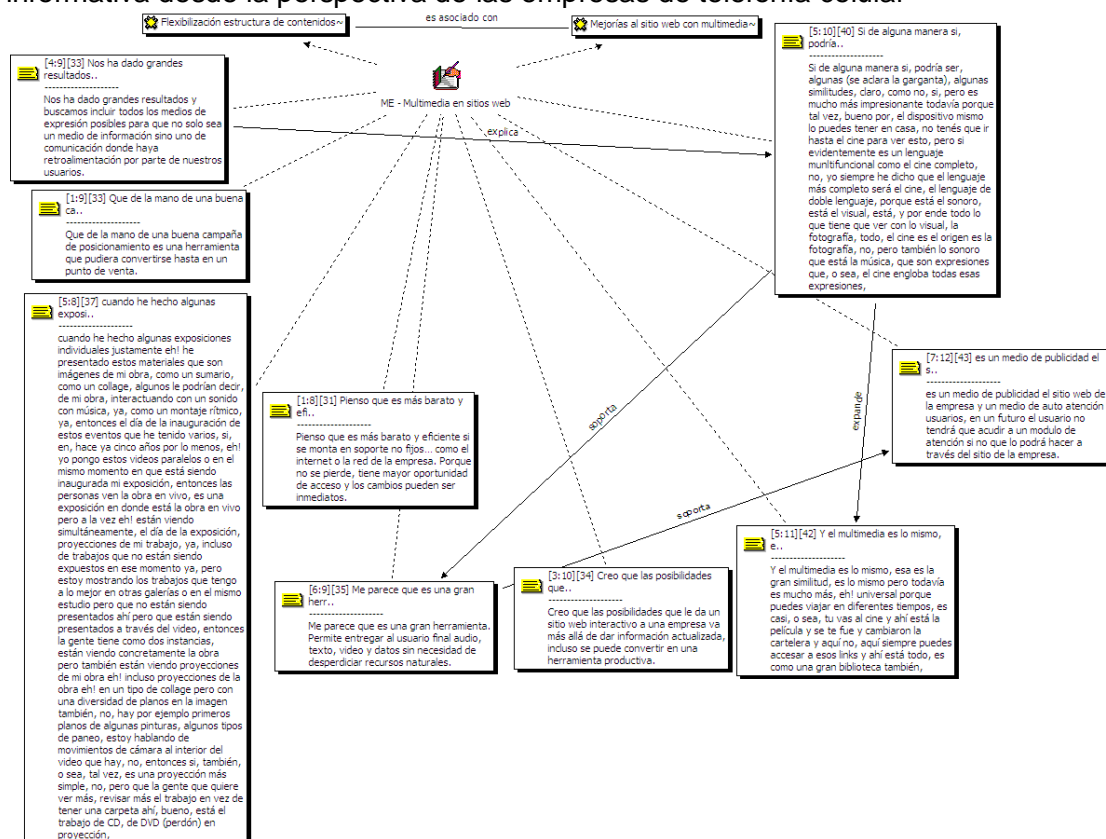 informativa desde la perspectiva de las empresas de telefonía celular
Flexibilización estructura de contenidos~
es asociado con
Mejorías al sitio web con multimedia~
[5:10][40] Si de alguna manera si,
podría..
--------------------
Si de alguna manera si, podría ser,
algunas (se aclara la garganta), algunas
similitudes, claro, como no, si, pero es
mucho más impresionante todavía porque
tal vez, bueno por, el dispositivo mismo
lo puedes tener en casa, no tenés que ir
hasta el cine para ver esto, pero si
evidentemente es un lenguaje
munltifuncional como el cine completo,
no, yo siempre he dicho que el lenguaje
más completo será el cine, el lenguaje de
doble lenguaje, porque está el sonoro,
está el visual, está, y por ende todo lo
que tiene que ver con lo visual, la
fotografía, todo, el cine es el origen es la
fotografía, no, pero también lo sonoro
que está la música, que son expresiones
que, o sea, el cine engloba todas esas
expresiones,
[4:9][33] Nos ha dado grandes
resultados..
--------------------
Nos ha dado grandes resultados y
buscamos incluir todos los medios de
expresión posibles para que no solo sea
un medio de información sino uno de
comunicación donde haya
retroalimentación por parte de nuestros
usuarios.
ME - Multimedia en sitios web
explica
[1:9][33] Que de la mano de una buena
ca..
--------------------
Que de la mano de una buena campaña
de posicionamiento es una herramienta
que pudiera convertirse hasta en un
punto de venta.
[5:8][37] cuando he hecho algunas
exposi..
--------------------
cuando he hecho algunas exposiciones
individuales justamente eh! he
presentado estos materiales que son
imágenes de mi obra, como un sumario,
como un collage, algunos le podrían decir,
de mi obra, interactuando con un sonido
con música, ya, como un montaje rítmico,
ya, entonces el día de la inauguración de
estos eventos que he tenido varios, si,
en, hace ya cinco años por lo menos, eh!
yo pongo estos videos paralelos o en el
mismo momento en que está siendo
inaugurada mi exposición, entonces las
personas ven la obra en vivo, es una
exposición en donde está la obra en vivo
pero a la vez eh! están viendo
simultáneamente, el día de la exposición,
proyecciones de mi trabajo, ya, incluso
de trabajos que no están siendo
expuestos en ese momento ya, pero
estoy mostrando los trabajos que tengo
a lo mejor en otras galerías o en el mismo
estudio pero que no están siendo
presentados ahí pero que están siendo
presentados a través del video, entonces
la gente tiene como dos instancias,
están viendo concretamente la obra
pero también están viendo proyecciones
de mi obra eh! incluso proyecciones de la
obra eh! en un tipo de collage pero con
una diversidad de planos en la imagen
también, no, hay por ejemplo primeros
planos de algunas pinturas, algunos tipos
de paneo, estoy hablando de
movimientos de cámara al interior del
video que hay, no, entonces si, también,
o sea, tal vez, es una proyección más
simple, no, pero que la gente que quiere
ver más, revisar más el trabajo en vez de
tener una carpeta ahí, bueno, está el
trabajo de CD, de DVD (perdón) en
proyección,
[1:8][31] Pienso que es más barato y
efi..
--------------------
Pienso que es más barato y eficiente si
se monta en soporte no fijos... como el
internet o la red de la empresa. Porque
no se pierde, tiene mayor oportunidad
de acceso y los cambios pueden ser
inmediatos.
soporta
expande
[7:12][43] es un medio de publicidad el
s..
--------------------
es un medio de publicidad el sitio web de
la empresa y un medio de auto atención
usuarios, en un futuro el usuario no
tendrá que acudir a un modulo de
atención si no que lo podrá hacer a
través del sitio de la empresa.
soporta
[6:9][35] Me parece que es una gran
herr..
--------------------
Me parece que es una gran herramienta.
Permite entregar al usuario final audio,
texto, video y datos sin necesidad de
desperdiciar recursos naturales.
[3:10][34] Creo que las posibilidades
que..
--------------------
Creo que las posibilidades que le da un
sitio web interactivo a una empresa va
más allá de dar información actualizada,
incluso se puede convertir en una
herramienta productiva.
[5:11][42] Y el multimedia es lo mismo,
e..
--------------------
Y el multimedia es lo mismo, esa es la
gran similitud, es lo mismo pero todavía
es mucho más, eh! universal porque
puedes viajar en diferentes tiempos, es
casi, o sea, tu vas al cine y ahí está la
película y se te fue y cambiaron la
cartelera y aquí no, aquí siempre puedes
accesar a esos links y ahí está todo, es
como una gran biblioteca también,